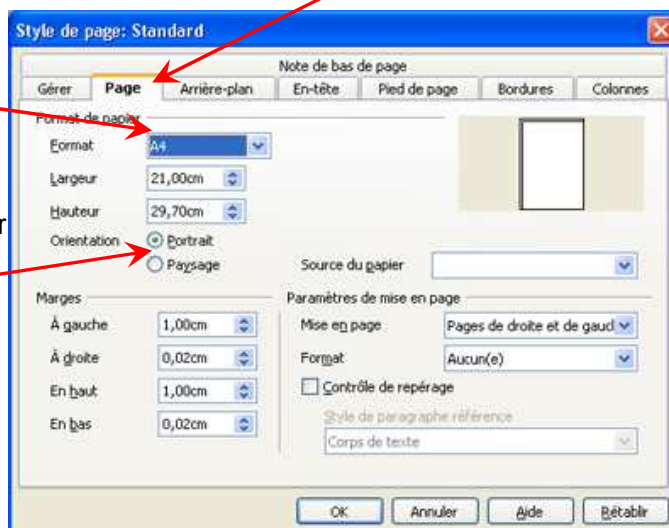 Style de page: Standard
Note de bas de page
Gérer Page Arrière-plan En-tête Pied de page Bordures Colonnes
Format de papier
Format A4
Largeur 21,00cm
Hauteur 29,70cm
r
Orientation Portrait
Paysage Source du papier
Marges Paramètres de mise en page
À gauche 1,00cm Mise en page Pages de droite et de gaucl
À droite 0,02cm Format Aucun(e)
En haut 1,00cm Contrôle de repérage
En bas 0,02cm Style de paragraphe référence
Corps de texte
OK Annuler Aide Rétablir